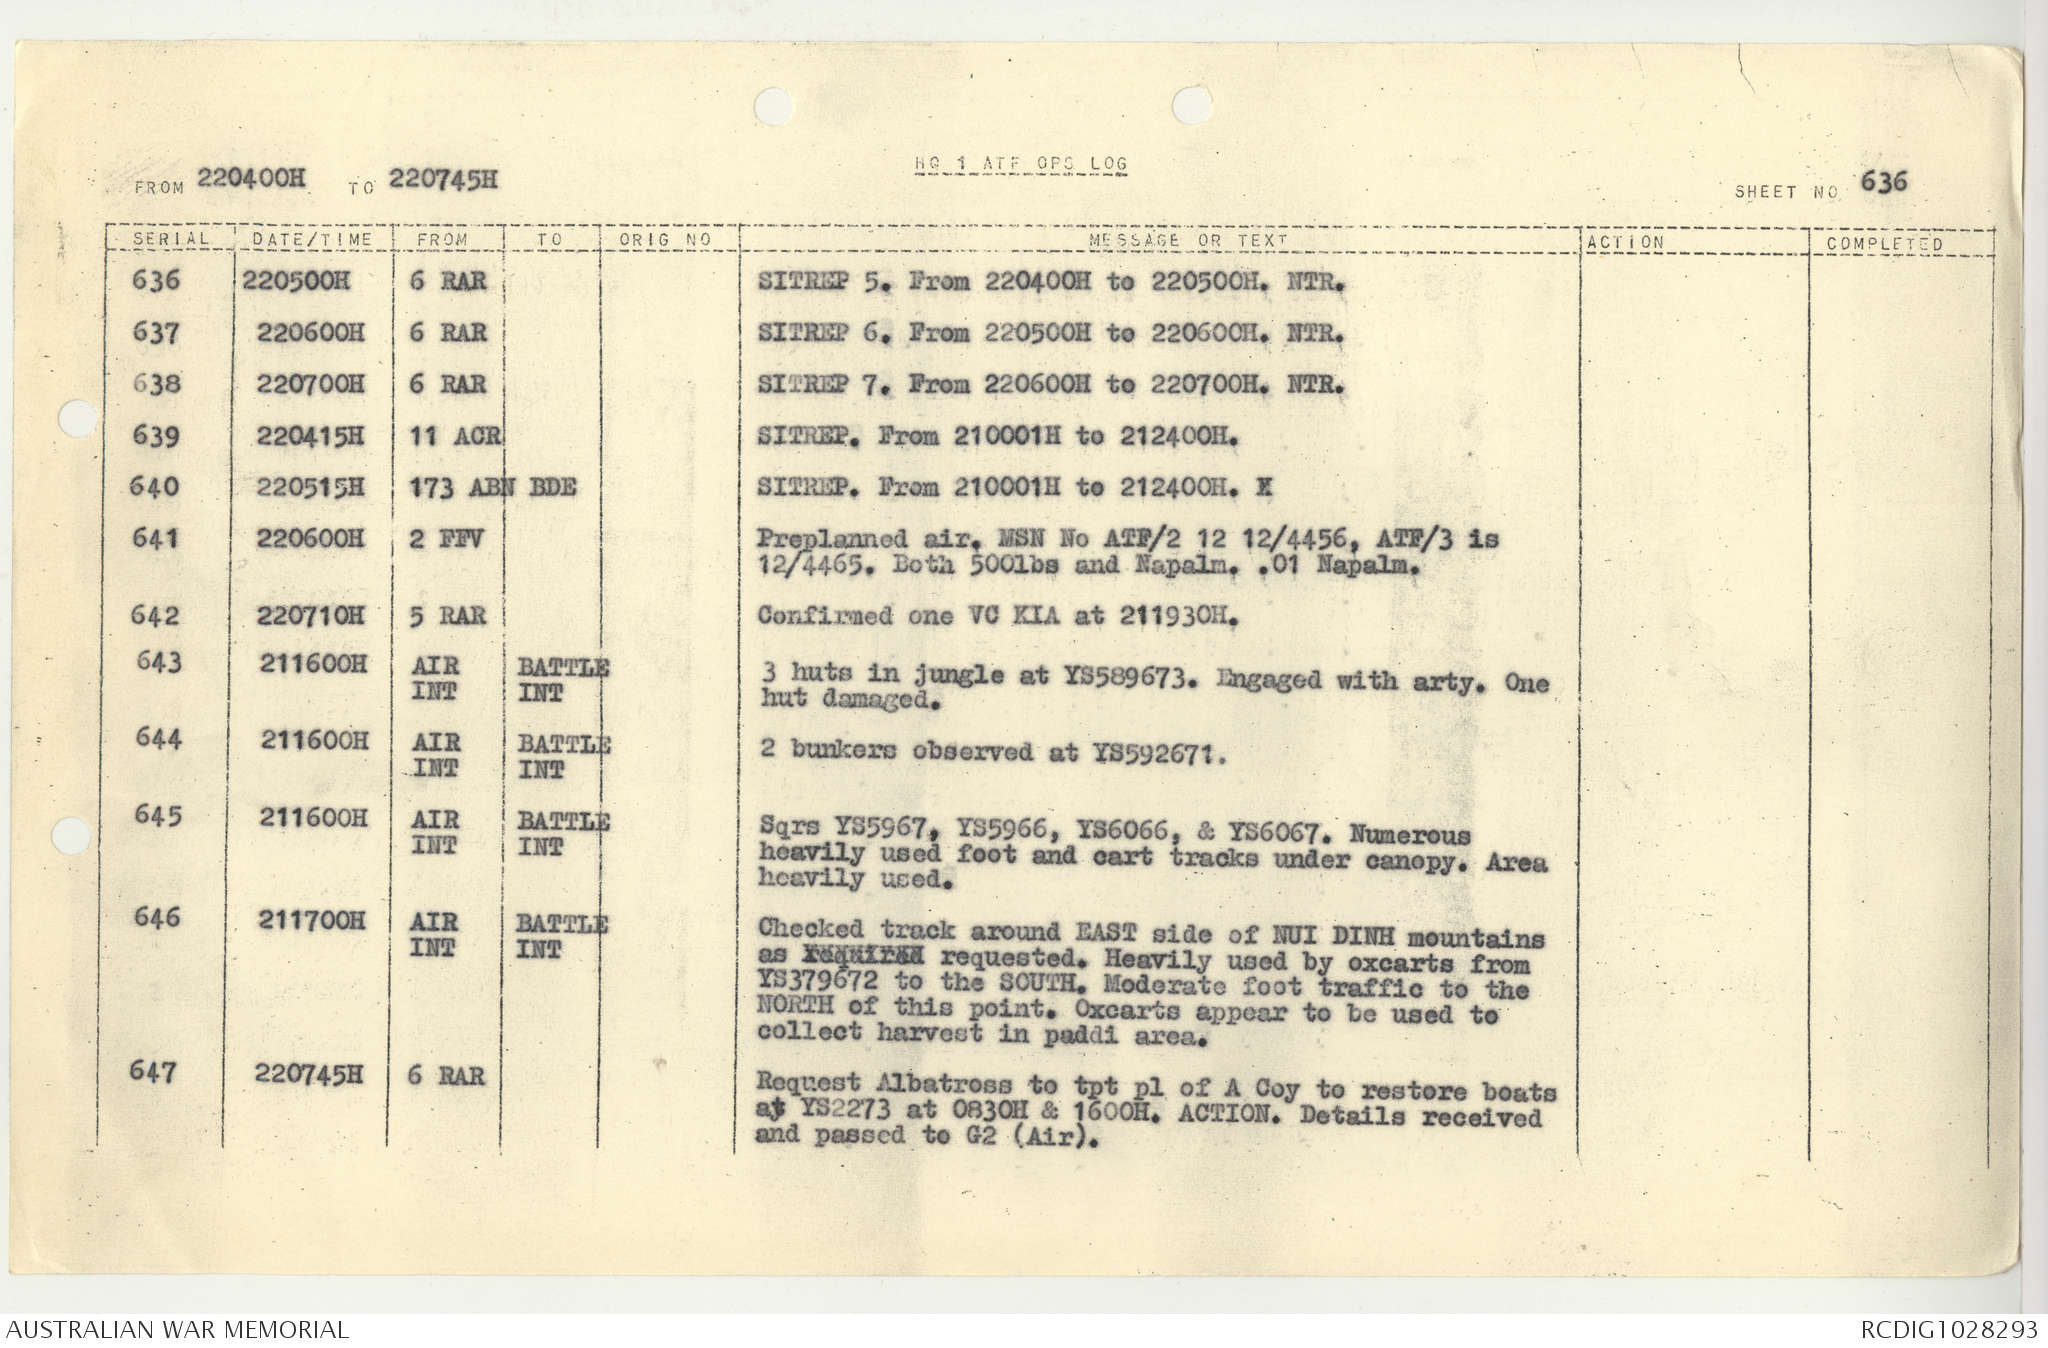 HQ 1 ATF OPS LOG
FROM 220400H TO 220745H
SHEET NO 636
SERIAL DATE/TIME FROM TO ORIG NO MESSAGE OR TEXT ACTION COMPLETED
636 220500H 6 RAR SITREP 5. From 220400H to 220500H. NTR.
637 220600H 6 RAR SITREP 6. From 220500H to 220600H. NTR.
638 220700H 6 RAR SITREP 7. From 220600H to 220700H. NTR.
639 220415H 11 ACR SITREP. From 210001H to 212400H.
640 220515H 173 ABN BDE SITREP. From 210001H to 212400H.
641 220600H 2 FFV Preplanned air. MSN No ATF/2 12 12/4456, ATF/3 is
12/4465. Both 500lbs and Napalm. .01 Napalm.
642 220710H 5 RAR Confirmed one VC KIA at 211930H.
643 211600H AIR BATTLE 3 huts in jungle at YS589673. Engaged with arty. One
INT INT hut damaged.
644 211600H AIR BATTLE 2 bunkers observed at YS592671.
INT INT
645 211600H AIR BATTLE Sqrs YS5967, YS5966, YS6066, & YS6067. Numerous
INT INT heavily used foot and cart tracks under canopy. Area
heavily used.
646 211700H AIR BATTLE Checked track around EAST side of NUI DINH mountains
INT INT as required requested. Heavily used by oxcarts from
YS379672 to the SOUTH. Moderate foot traffic to the
NORTH of this point. Oxcarts appear to be used to
collect harvest in paddi area.
647 220745H 6 RAR Request Albatross to tpt pl of A Coy to restore boats
at YS2273 at 0830H & 1600H. ACTION. Details received
and passed to G2 (Air).
AUSTRALIAN WAR MEMORIAL
RCDIG1028293